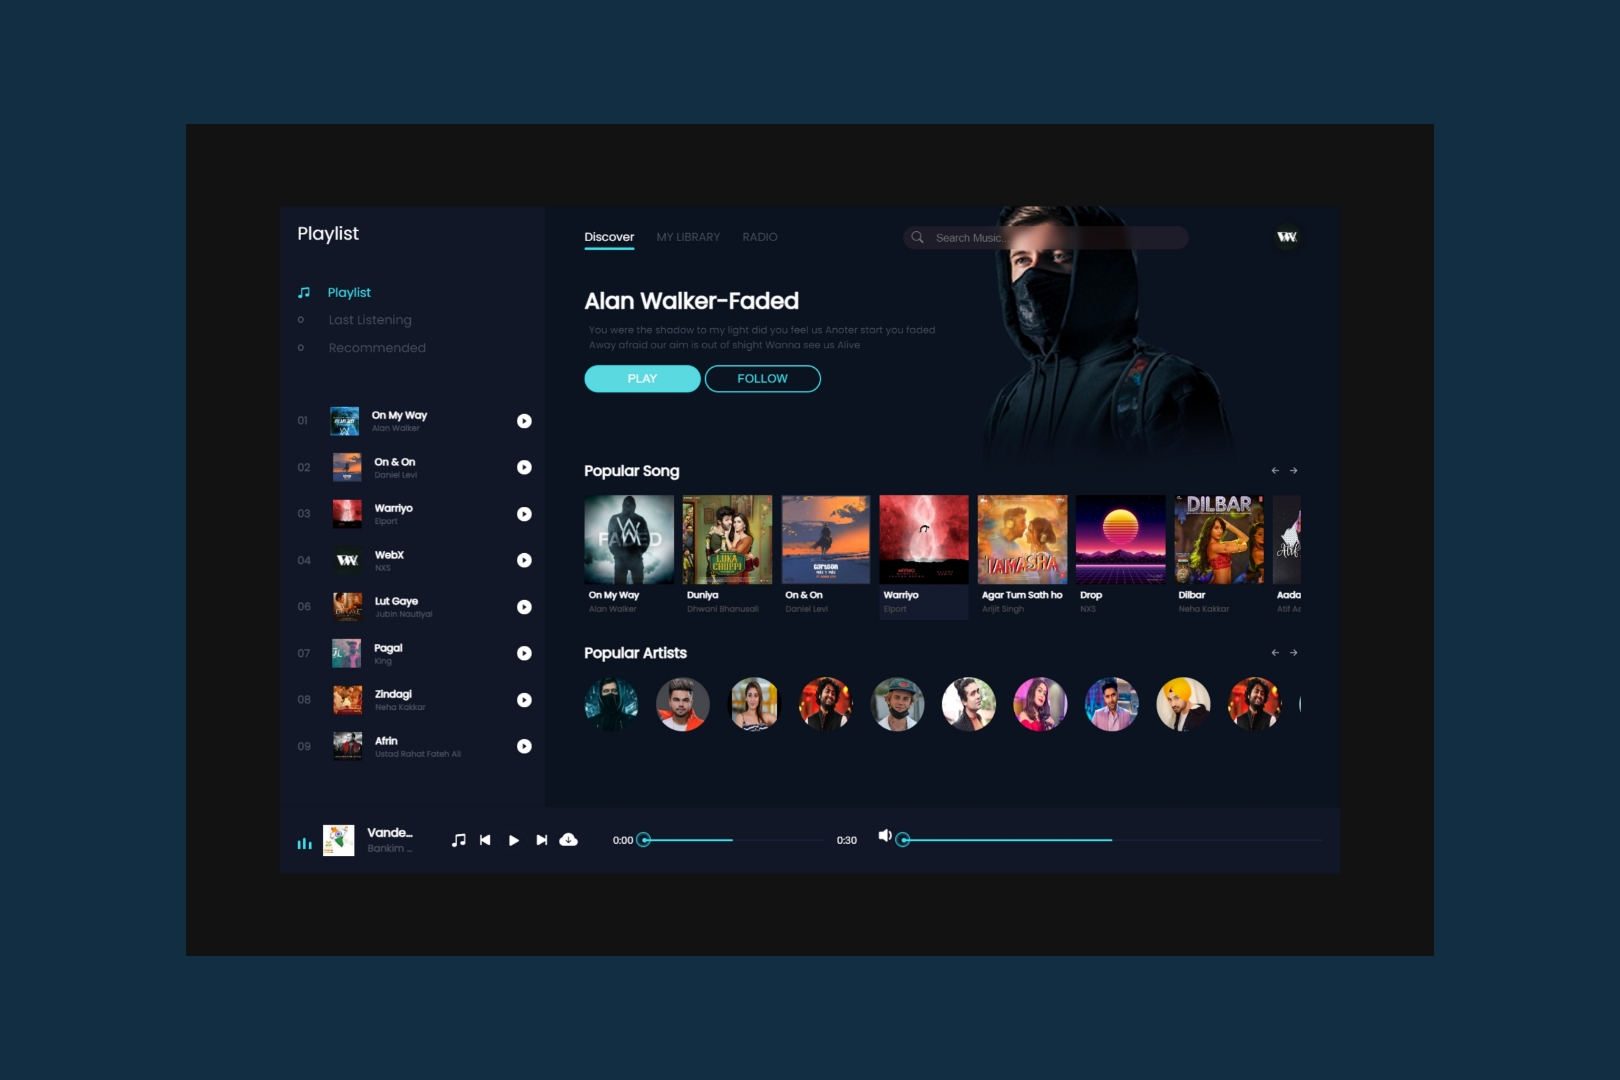 Playlist
Playlist
Last Listening
Recommended
01
On My Way
Alan Walker
02
On & On
Daniel Levi
03
Warriyo
Elport
04
WebX
NXS
06
Lut Gaye
Jubin Nautiyal
07
Pagal
King
08
Zindagi
Neha Kakkar
09
Afrin
Ustad Rahat Fateh Ali
Discover MY LIBRARY RADIO
Search Music..
Alan Walker-Faded
You were the shadow to my light did you feel us Anoter start you faded
Away afraid our aim is out of shight Wanna see us Alive
PLAY FOLLOW
Popular Song
FADED
LUKA
CHUPPI
DILBAR
On My Way
Alan Walker
Duniya
Dhwani Bhanusali
On & On
Daniel Levi
Warriyo
Elport
Agar Tum Sath ho
Arijit Singh
Drop
NXS
Dilbar
Neha Kakkar
Aada
Atif
Popular Artists
Vande...
Bankim ...
0:00
0:30